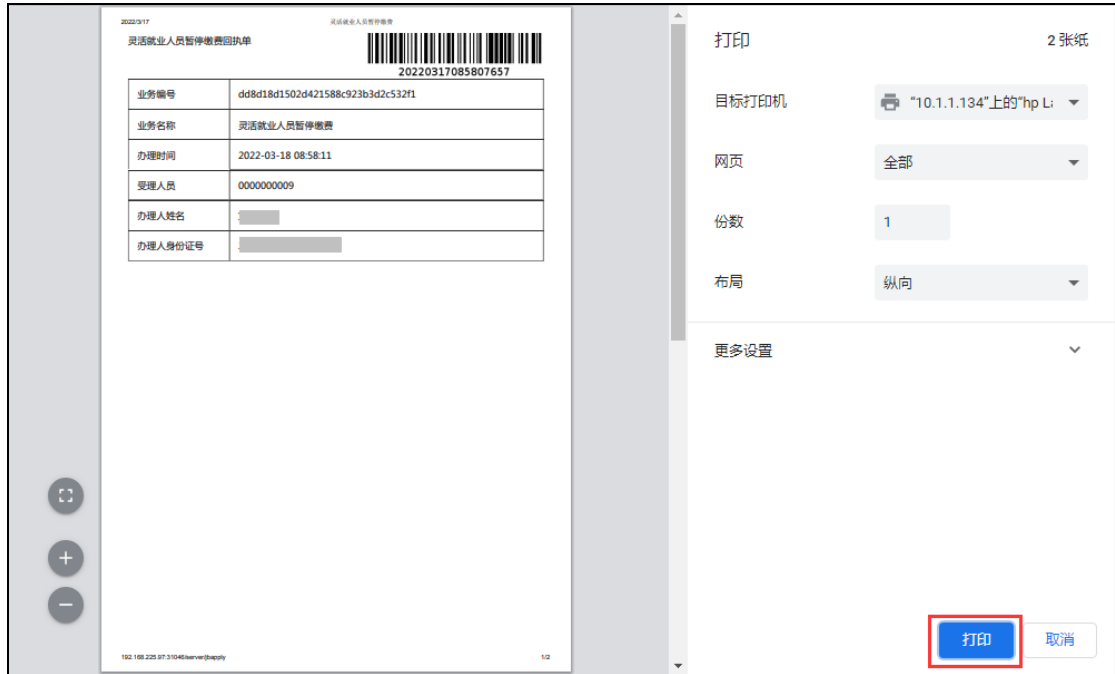 2022/3/17 灵活就业人员暂停缴费
灵活就业人员暂停缴费回执单
20220317085807657
业务编号 dd8d18d1502d421588c923b3d2c532f1
业务名称 灵活就业人员暂停缴费
办理时间 2022-03-18 08:58:11
受理人员 0000000009
办理人姓名
办理人身份证号
192.168.225.97:31046/server/jbapply 1/2
打印 2 张纸
目标打印机 "10.1.1.134"上的"hp La
网页 全部
份数 1
布局 纵向
更多设置
打印 取消